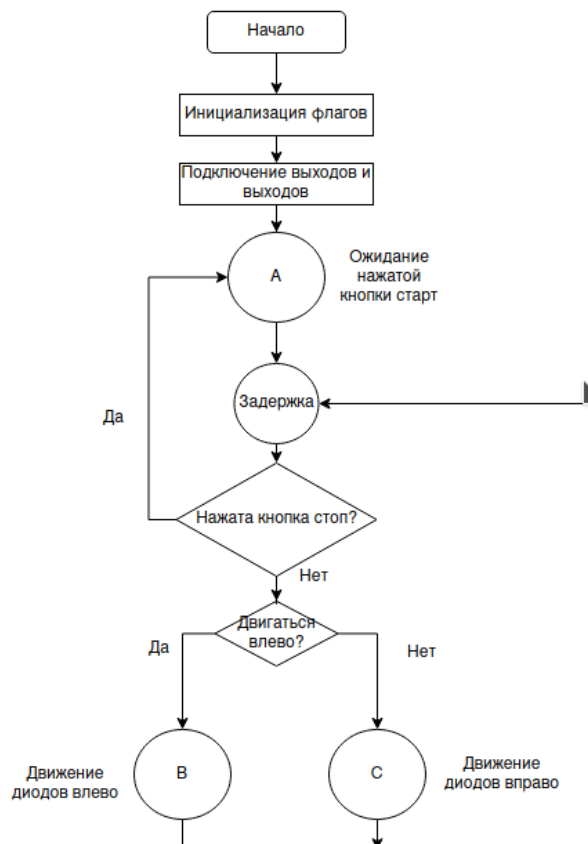 Начало
Инициализация флагов
Подключение выходов и
выходов
А
Ожидание
нажатой
кнопки старт
Задержка
Да
Нажата кнопка стоп?
Нет
Двигаться
влево?
Да
Нет
В
Движение
диодов влево
С
Движение
диодов вправо